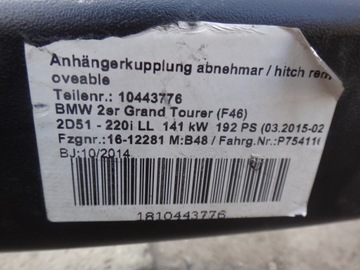 Anhängerkupplung abnehmar / hitch rem
oveable
Teilenr.: 10443776
BMW 2er Grand Tourer (F46)
2D51 - 220i LL 141 kW 192 PS (03.2015-02
Fzgnr.:16-12281 M:B48 / Fahrg.Nr.:P754110
BJ:10/2014
1810443776